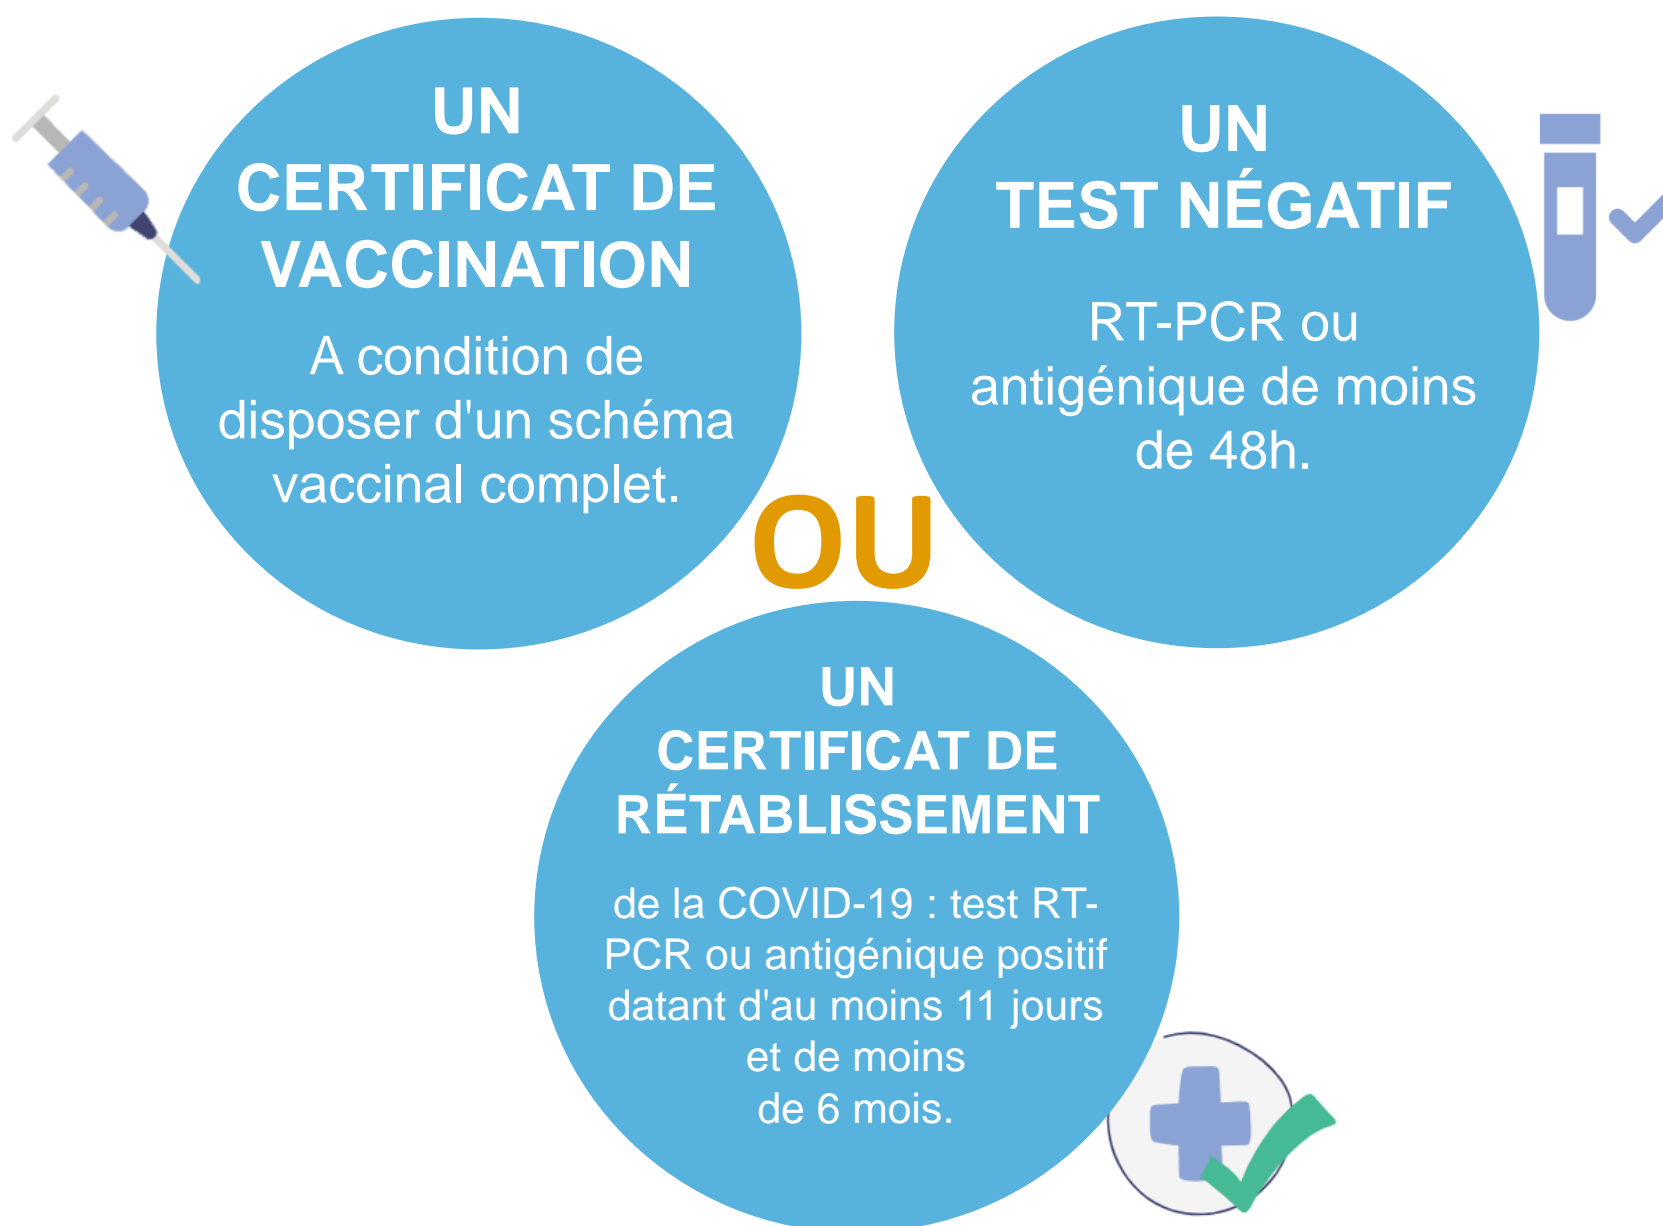 UN
CERTIFICAT DE
VACCINATION
A condition de
disposer d'un schéma
vaccinal complet.
UN
TEST NÉGATIF
RT-PCR ou
antigénique de moins
de 48h.
OU
UN
CERTIFICAT DE
RÉTABLISSEMENT
de la COVID-19 : test RT-
PCR ou antigénique positif
datant d'au moins 11 jours
et de moins
de 6 mois.